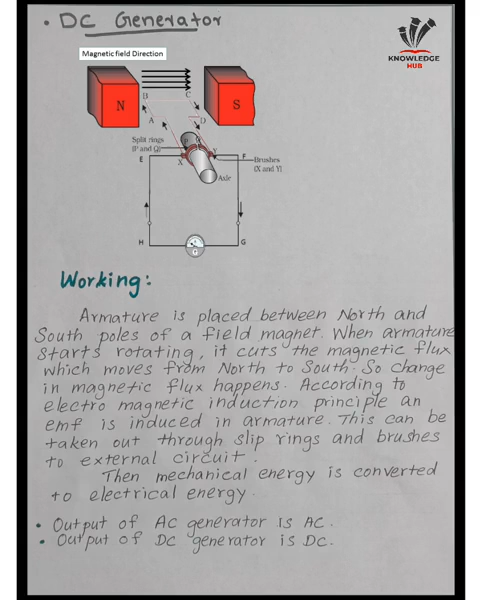 • DC Generator
KNOWLEDGE
HUB
Magnetic field Direction
N
S
B
C
A
D
Split rings
(P and Q)
P
Q
X
Y
E
F
Brushes
(X and Y)
Axle
H
G
G
Working:
Armature is placed between North and
South poles of a field magnet. When armature
starts rotating, it cuts the magnetic flux
which moves from North to South. So change
in magnetic flux happens. According to
electro magnetic induction principle an
emf is induced in armature. This can be
taken out through slip rings and brushes
to external circuit.
Then mechanical energy is converted
to electrical energy.
• Output of AC generator is AC.
• Output of DC generator is DC.